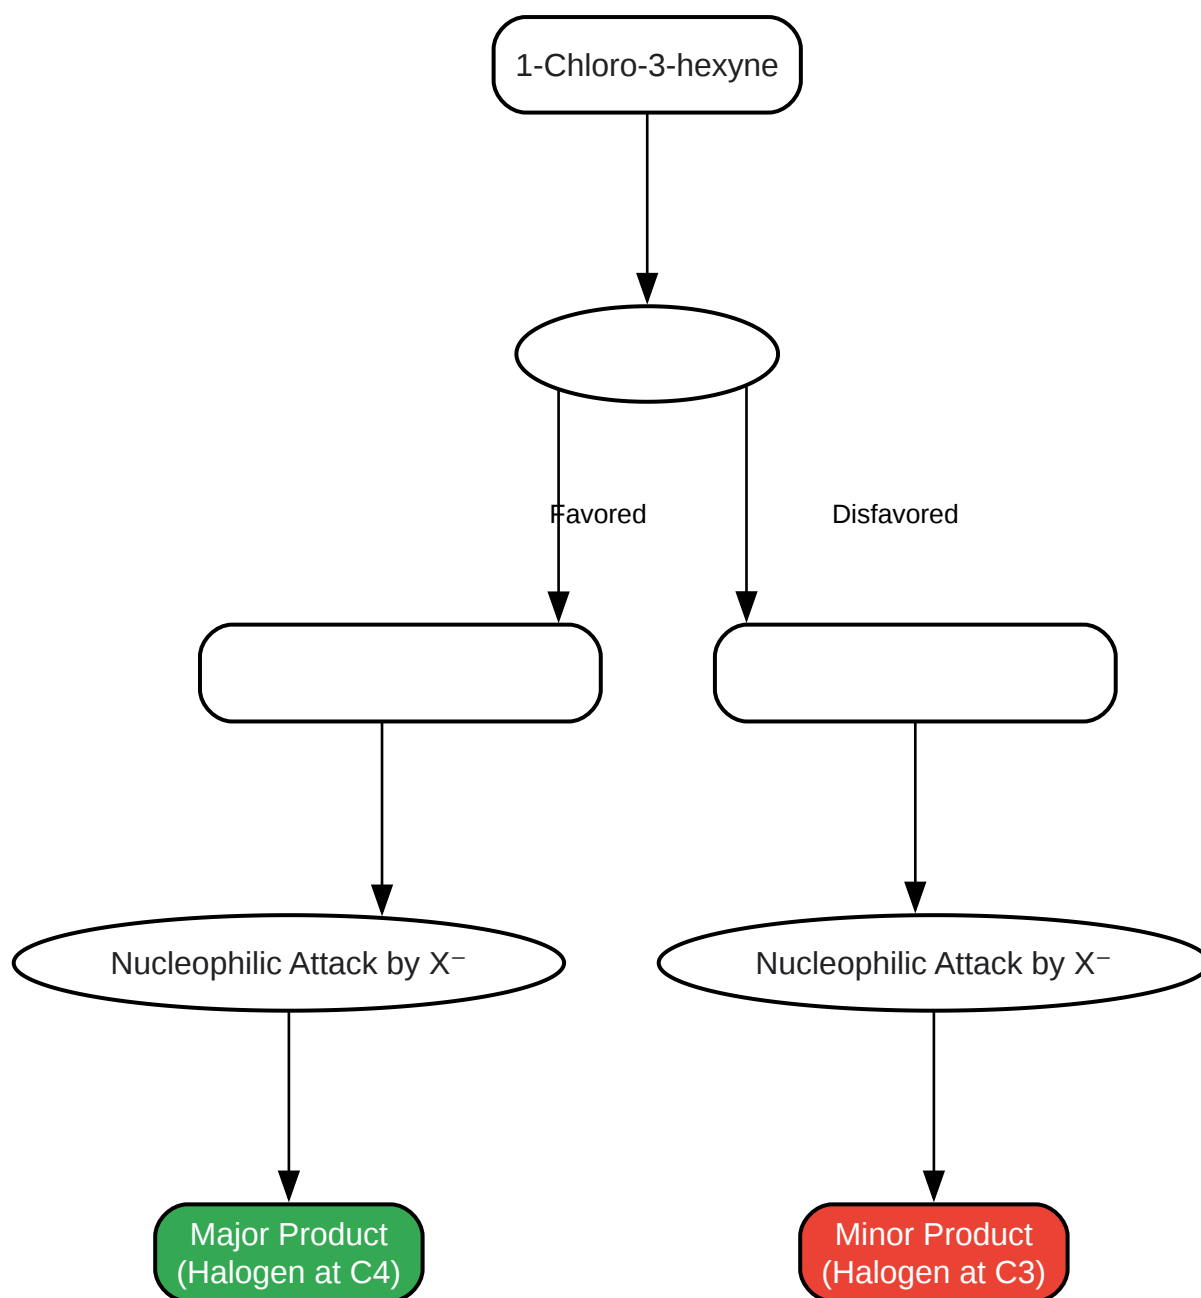 1-Chloro-3-hexyne
Favored
Disfavored
Nucleophilic Attack by X⁻
Nucleophilic Attack by X⁻
Major Product
(Halogen at C4)
Minor Product
(Halogen at C3)